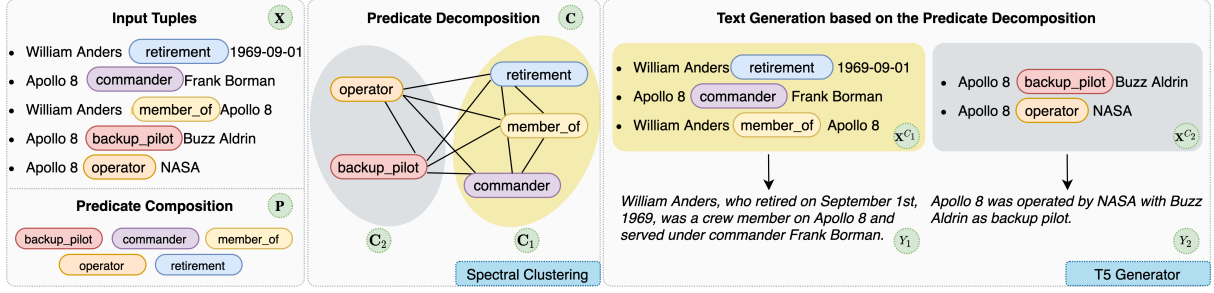 Input Tuples X
• William Anders retirement 1969-09-01
• Apollo 8 commander Frank Borman
• William Anders member_of Apollo 8
• Apollo 8 backup_pilot Buzz Aldrin
• Apollo 8 operator NASA
Predicate Composition P
backup_pilot commander member_of
operator retirement
Predicate Decomposition C
retirement
operator
member_of
backup_pilot
commander
C2 C1
Spectral Clustering
Text Generation based on the Predicate Decomposition
• William Anders retirement 1969-09-01
• Apollo 8 commander Frank Borman
• William Anders member_of Apollo 8
X^C1
• Apollo 8 backup_pilot Buzz Aldrin
• Apollo 8 operator NASA
X^C2
William Anders, who retired on September 1st,
1969, was a crew member on Apollo 8 and
served under commander Frank Borman.
Y1
Apollo 8 was operated by NASA with Buzz
Aldrin as backup pilot.
Y2
T5 Generator